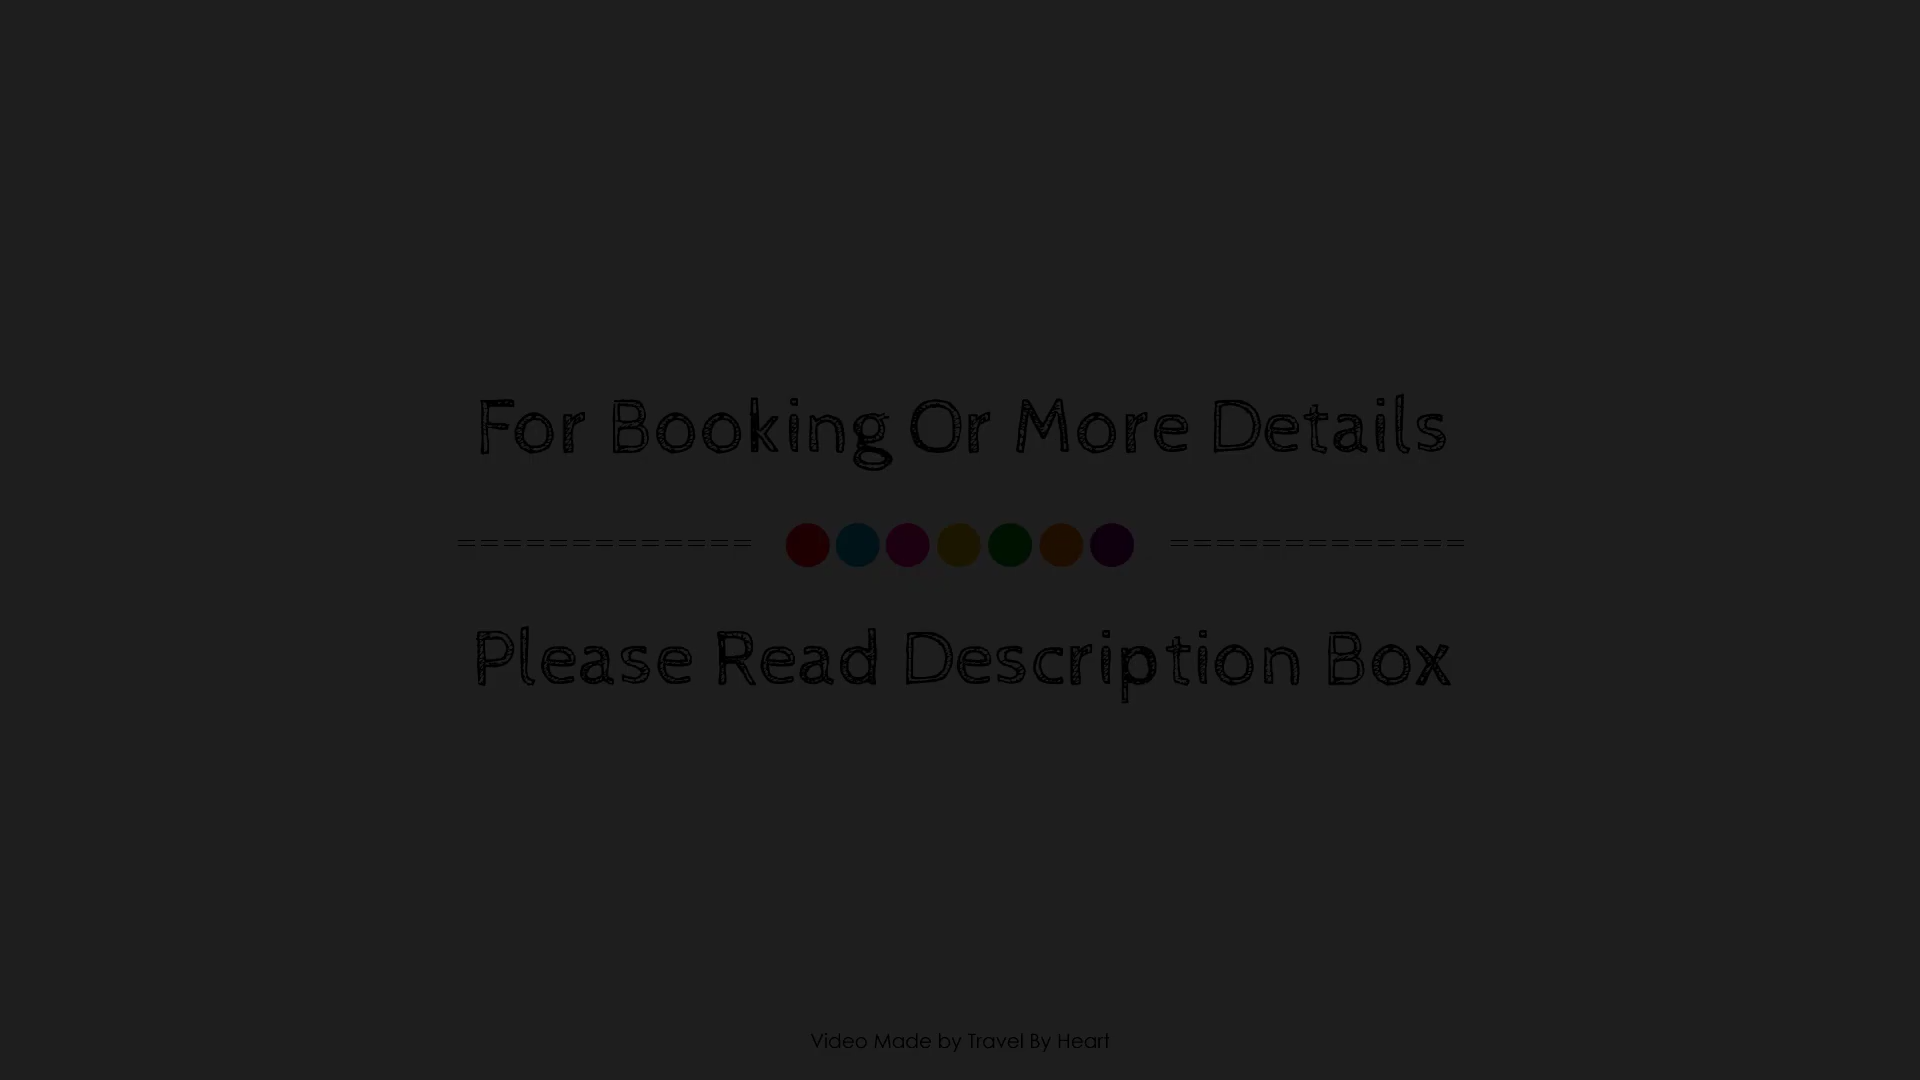 For Booking Or More Details
============= =============
Please Read Description Box
Video Made by Travel By Heart